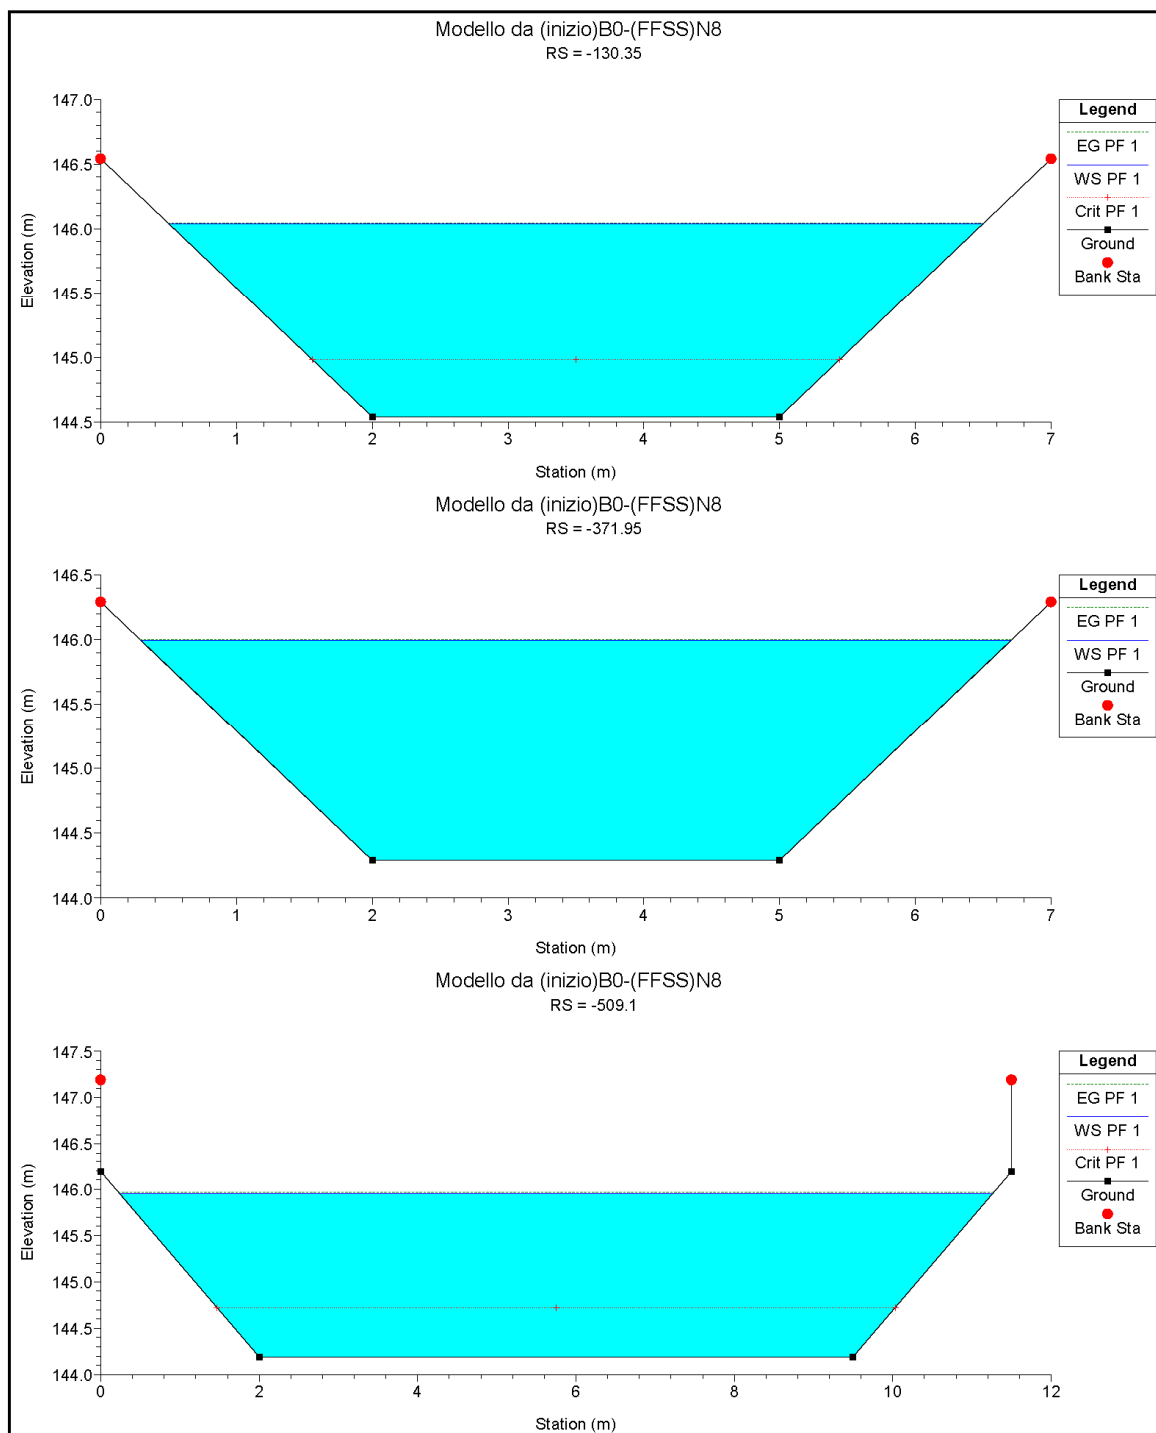 Modello da (inizio)B0-(FFSS)N8
RS = -130.35
147.0
146.5
146.0
145.5
145.0
144.5
Elevation (m)
0 1 2 3 4 5 6 7
Station (m)
Legend
EG PF 1
WS PF 1
Crit PF 1
Ground
Bank Sta
Modello da (inizio)B0-(FFSS)N8
RS = -371.95
146.5
146.0
145.5
145.0
144.5
144.0
Elevation (m)
0 1 2 3 4 5 6 7
Station (m)
Legend
EG PF 1
WS PF 1
Ground
Bank Sta
Modello da (inizio)B0-(FFSS)N8
RS = -509.1
147.5
147.0
146.5
146.0
145.5
145.0
144.5
144.0
Elevation (m)
0 2 4 6 8 10 12
Station (m)
Legend
EG PF 1
WS PF 1
Crit PF 1
Ground
Bank Sta